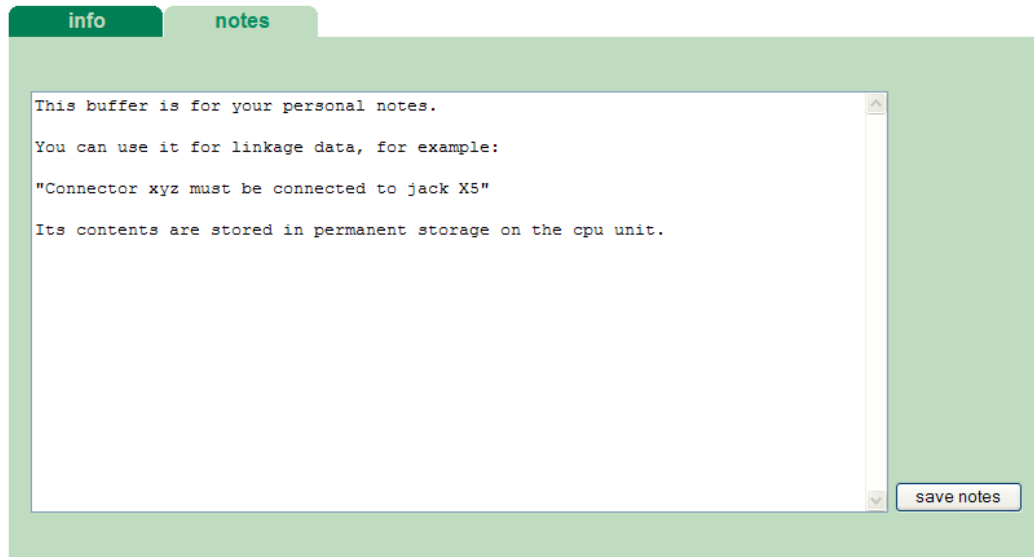 info
notes
This buffer is for your personal notes.
You can use it for linkage data, for example:
"Connector xyz must be connected to jack X5"
Its contents are stored in permanent storage on the cpu unit.
save notes